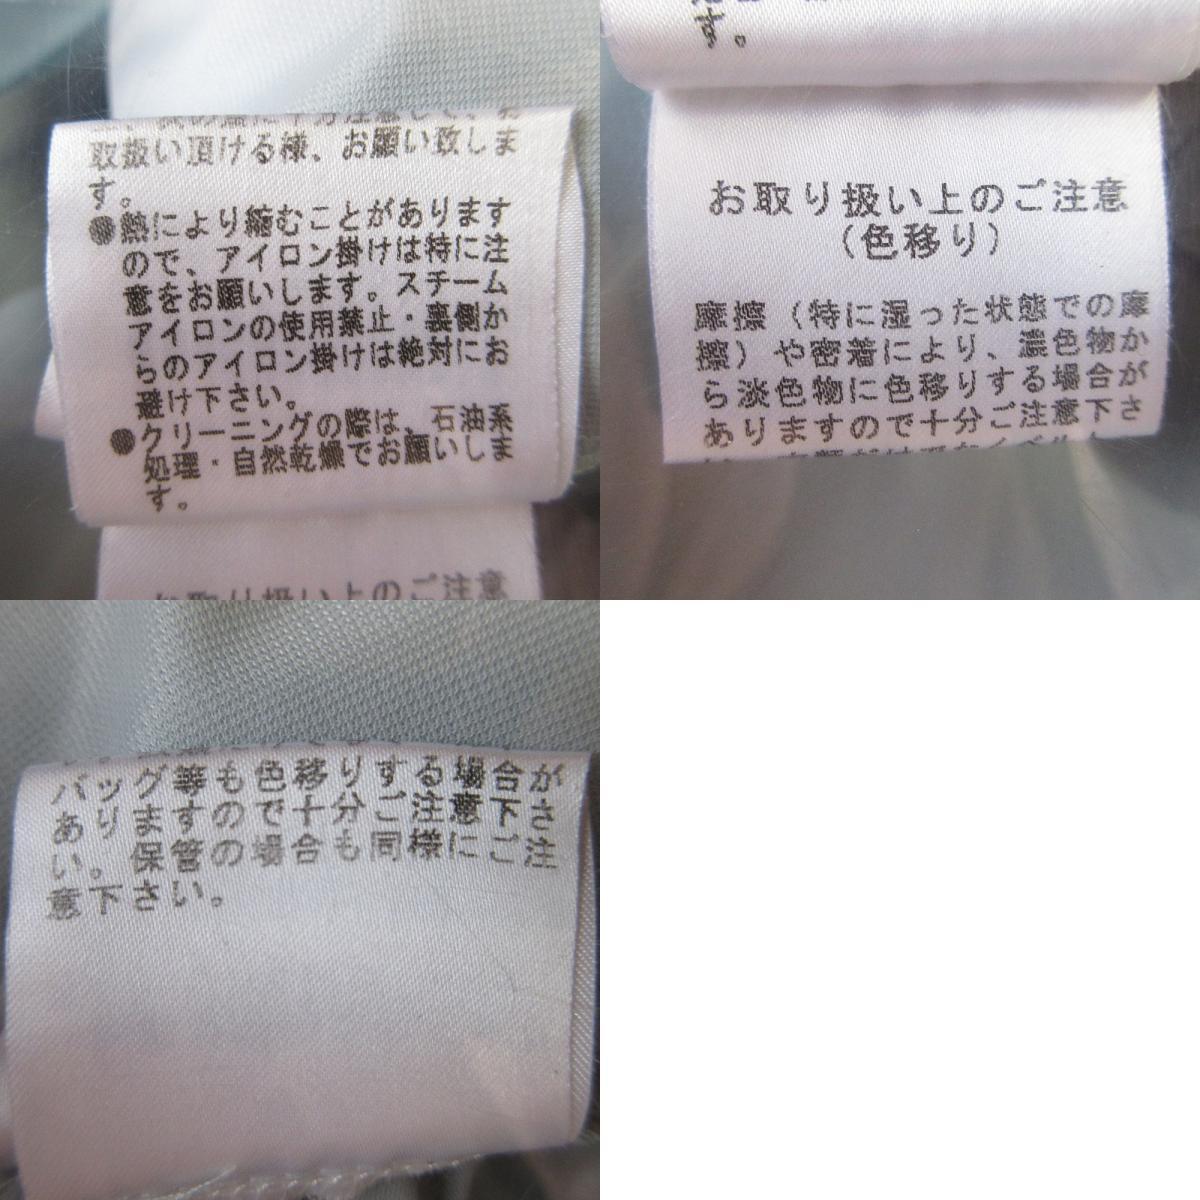 取扱い頂ける様、お願い致しま
す。
●熱により縮むことがあります
ので、アイロン掛けは特に注
意をお願いします。スチーム
アイロンの使用禁止・裏側か
らのアイロン掛けは絶対にお
避け下さい。
●クリーニングの際は、石油系
処理・自然乾燥でお願いしま
す。
お取り扱い上のご注意
す。
お取り扱い上のご注意
(色移り)
摩擦(特に湿った状態での摩
擦)や密着により、濃色物か
ら淡色物に色移りする場合が
ありますので十分ご注意下さ
バッグ等も色移りする場合が
ありますので十分ご注意下さ
い。保管の場合も同様にご注
意下さい。